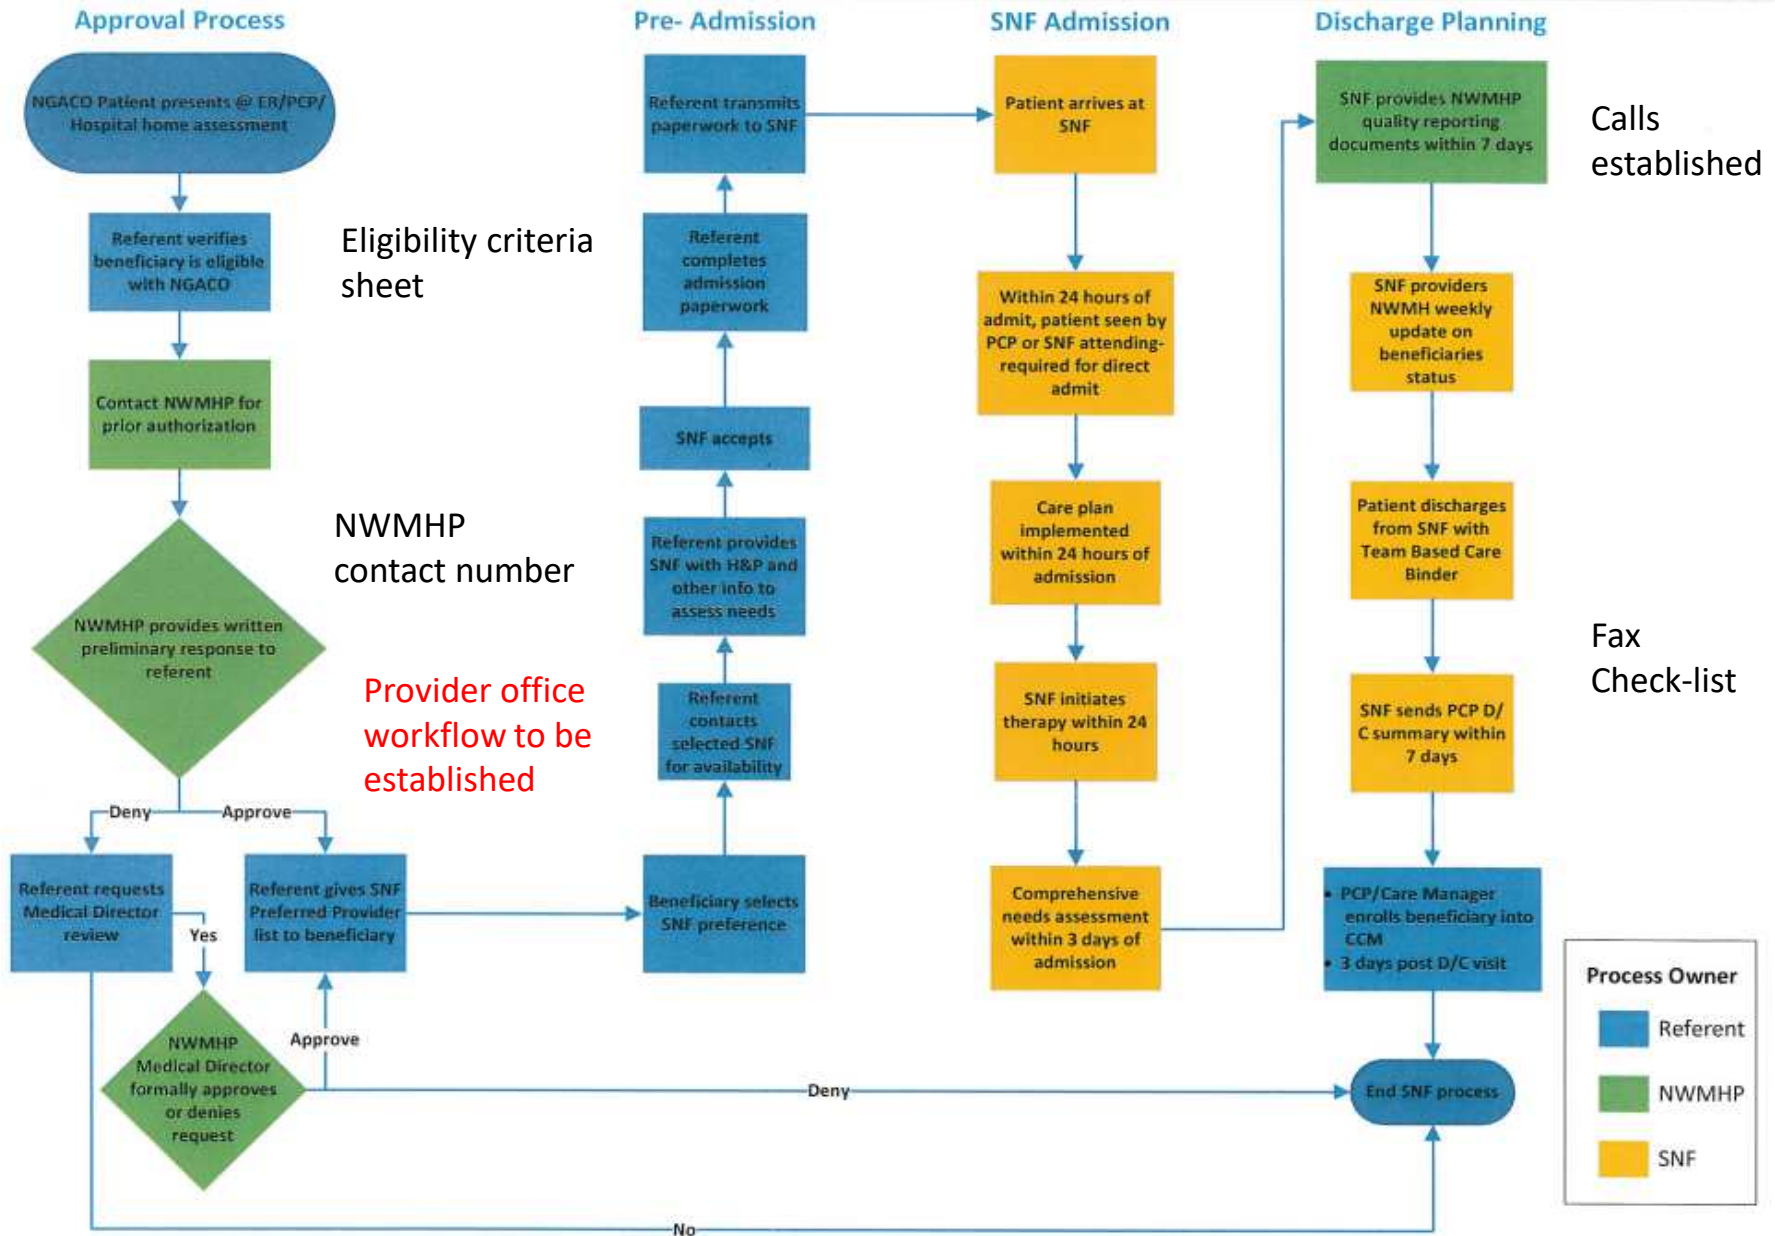 Approval Process
NGACO Patient presents @ ER/PCP/
Hospital home assessment
Referent verifies
beneficiary is eligible
with NGACO
Eligibility criteria
sheet
Contact NWMHP for
prior authorization
NWMHP
contact number
NWMHP provides written
preliminary response to
referent
Provider office
workflow to be
established
Deny
Approve
Referent requests
Medical Director
review
Yes
Referent gives SNF
Preferred Provider
list to beneficiary
NWMHP
Medical Director
formally approves
or denies
request
Approve
Deny
No
Pre- Admission
Referent transmits
paperwork to SNF
Referent
completes
admission
paperwork
SNF accepts
Referent provides
SNF with H&P and
other info to
assess needs
Referent
contacts
selected SNF
for availability
Beneficiary selects
SNF preference
SNF Admission
Patient arrives at
SNF
Within 24 hours of
admit, patient seen by
PCP or SNF attending-
required for direct
admit
Care plan
implemented
within 24 hours of
admission
SNF initiates
therapy within 24
hours
Comprehensive
needs assessment
within 3 days of
admission
Discharge Planning
SNF provides NWMHP
quality reporting
documents within 7 days
Calls
established
SNF providers
NWMH weekly
update on
beneficiaries
status
Patient discharges
from SNF with
Team Based Care
Binder
Fax
Check-list
SNF sends PCP D/
C summary within
7 days
• PCP/Care Manager
enrolls beneficiary into
CCM
• 3 days post D/C visit
End SNF process
Process Owner
Referent
NWMHP
SNF